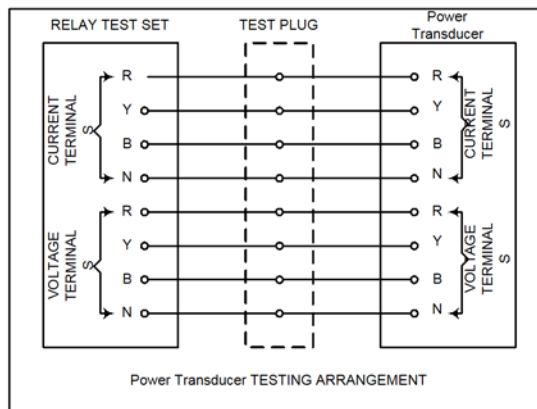 RELAY TEST SET
TEST PLUG
Power
Transducer
CURRENT
TERMINAL
S
R
Y
B
N
VOLTAGE
TERMINAL
S
R
Y
B
N
R
Y
B
N
CURRENT
TERMINAL
S
R
Y
B
N
VOLTAGE
TERMINAL
S
Power Transducer TESTING ARRANGEMENT